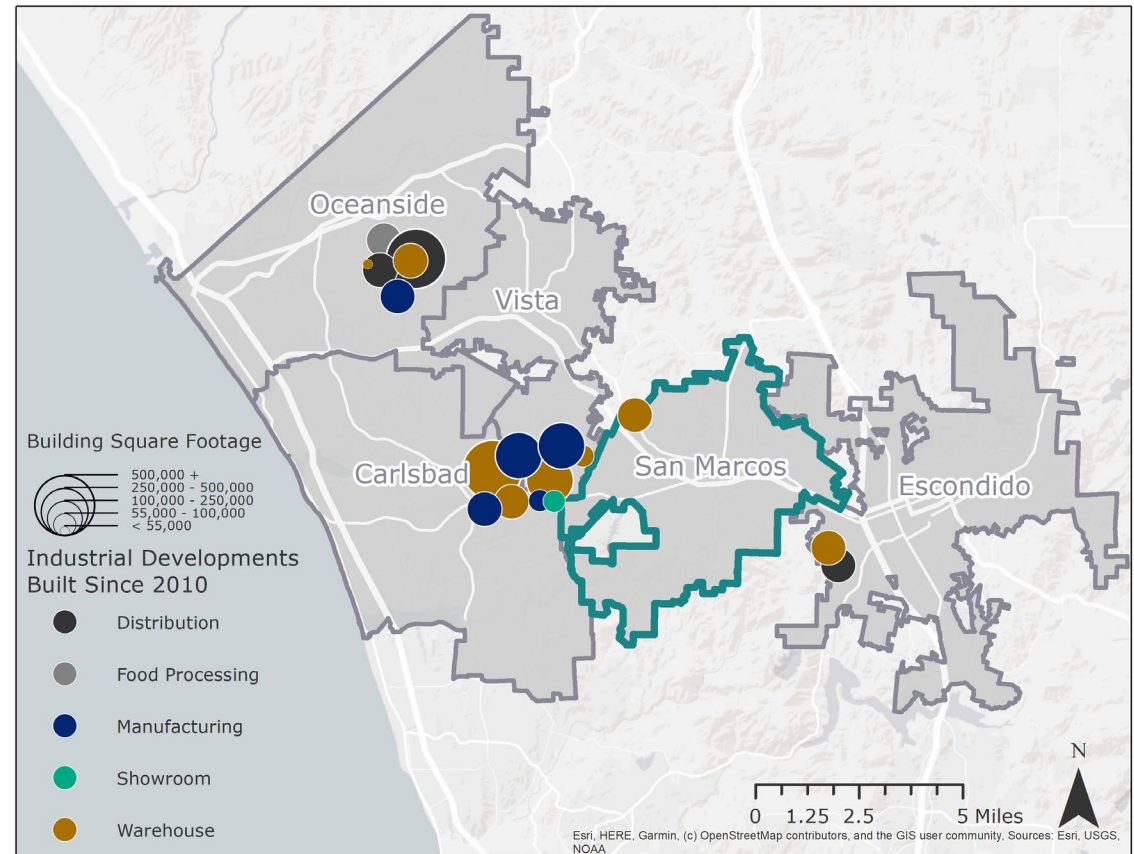 Oceanside
Vista
Carlsbad
San Marcos
Escondido
Building Square Footage
500,000 +
250,000 - 500,000
100,000 - 250,000
55,000 - 100,000
< 55,000
Industrial Developments
Built Since 2010
Distribution
Food Processing
Manufacturing
Showroom
Warehouse
N
0 1.25 2.5 5 Miles
Esri, HERE, Garmin, (c) OpenStreetMap contributors, and the GIS user community, Sources: Esri, USGS,
NOAA